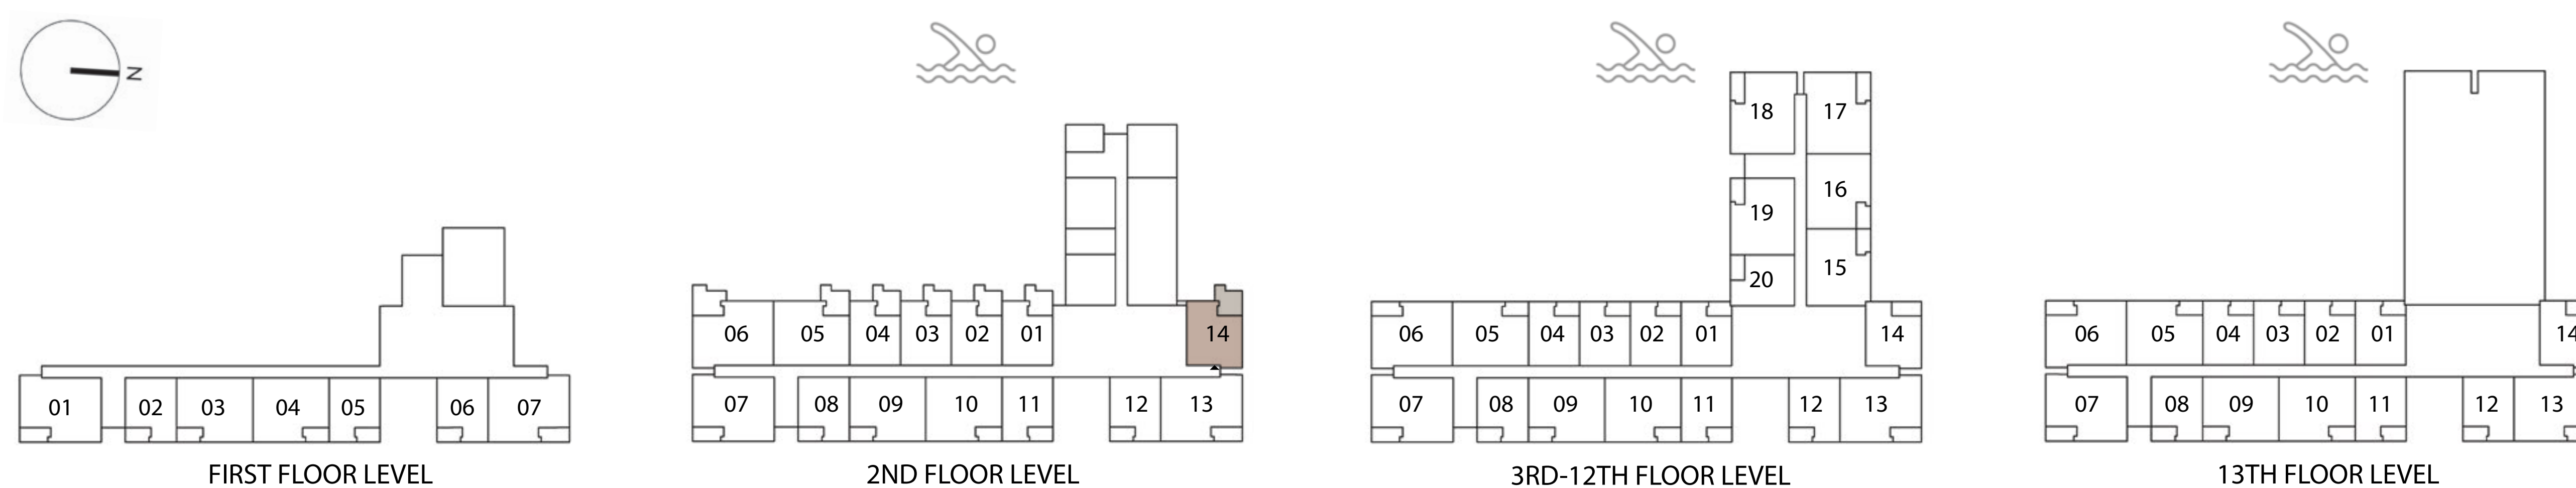 N
18 17
16
19
15
20
06 05 04 03 02 01 14
06 05 04 03 02 01 14
06 05 04 03 02 01 14
01 02 03 04 05 06 07
07 08 09 10 11 12 13
07 08 09 10 11 12 13
07 08 09 10 11 12 13
FIRST FLOOR LEVEL
2ND FLOOR LEVEL
3RD-12TH FLOOR LEVEL
13TH FLOOR LEVEL